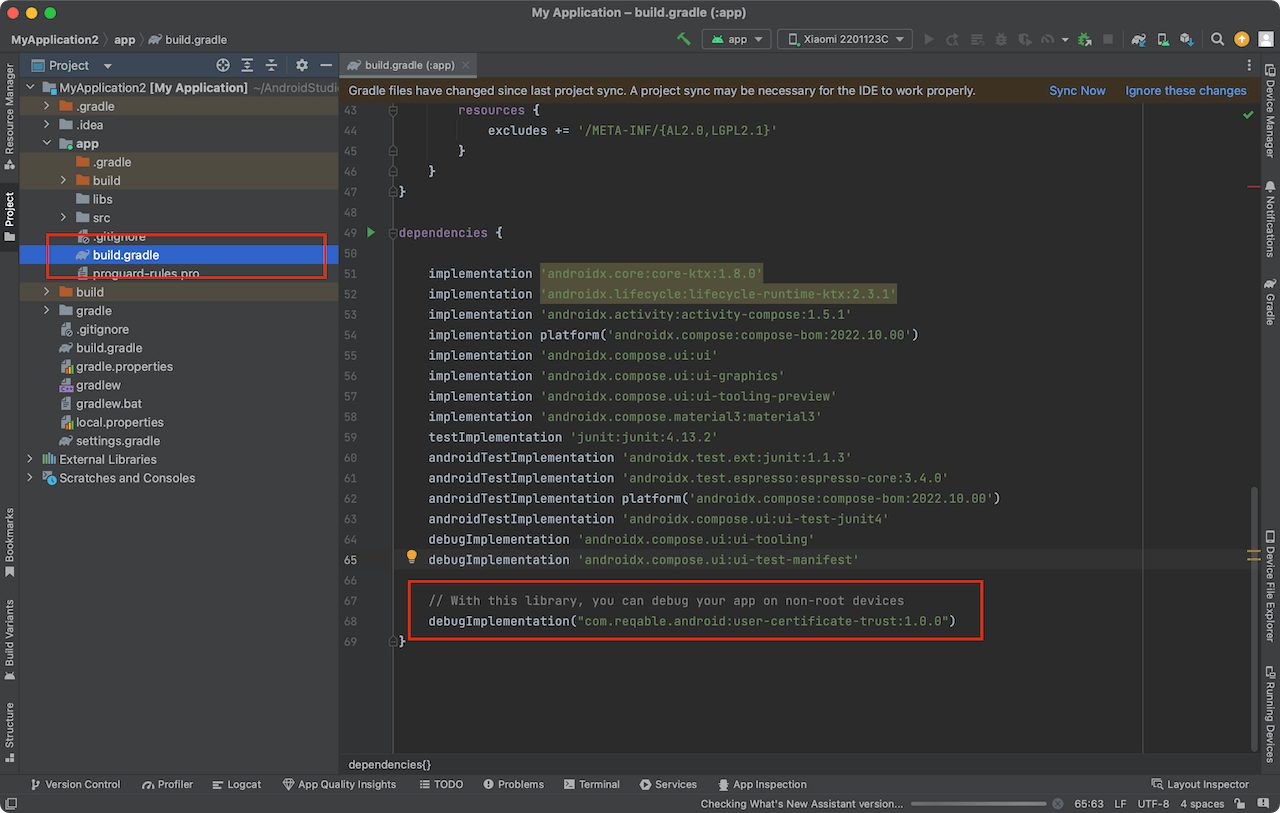 My Application – build.gradle (:app)
MyApplication2 app build.gradle
app Xiaomi 2201123C
Project
build.gradle (:app)
Gradle files have changed since last project sync. A project sync may be necessary for the IDE to work properly. Sync Now Ignore these changes
Resource Manager
Project
Bookmarks
Build Variants
Structure
MyApplication2 [My Application] ~/AndroidStudi
.gradle
.idea
app
.gradle
build
libs
src
.gitignore
build.gradle
proguard-rules.pro
build
gradle
.gitignore
build.gradle
gradle.properties
gradlew
gradlew.bat
local.properties
settings.gradle
External Libraries
Scratches and Consoles
43 resources {
44 excludes += '/META-INF/{AL2.0,LGPL2.1}'
45 }
46 }
47 }
48
49 dependencies {
50
51 implementation 'androidx.core:core-ktx:1.8.0'
52 implementation 'androidx.lifecycle:lifecycle-runtime-ktx:2.3.1'
53 implementation 'androidx.activity:activity-compose:1.5.1'
54 implementation platform('androidx.compose:compose-bom:2022.10.00')
55 implementation 'androidx.compose.ui:ui'
56 implementation 'androidx.compose.ui:ui-graphics'
57 implementation 'androidx.compose.ui:ui-tooling-preview'
58 implementation 'androidx.compose.material3:material3'
59 testImplementation 'junit:junit:4.13.2'
60 androidTestImplementation 'androidx.test.ext:junit:1.1.3'
61 androidTestImplementation 'androidx.test.espresso:espresso-core:3.4.0'
62 androidTestImplementation platform('androidx.compose:compose-bom:2022.10.00')
63 androidTestImplementation 'androidx.compose.ui:ui-test-junit4'
64 debugImplementation 'androidx.compose.ui:ui-tooling'
65 debugImplementation 'androidx.compose.ui:ui-test-manifest'
66
67 // With this library, you can debug your app on non-root devices
68 debugImplementation("com.reqable.android:user-certificate-trust:1.0.0")
69 }
dependencies{}
Device Manager
Notifications
Gradle
Device File Explorer
Running Devices
Version Control Profiler Logcat App Quality Insights TODO Problems Terminal Services App Inspection Layout Inspector
Checking What's New Assistant version... 65:63 LF UTF-8 4 spaces